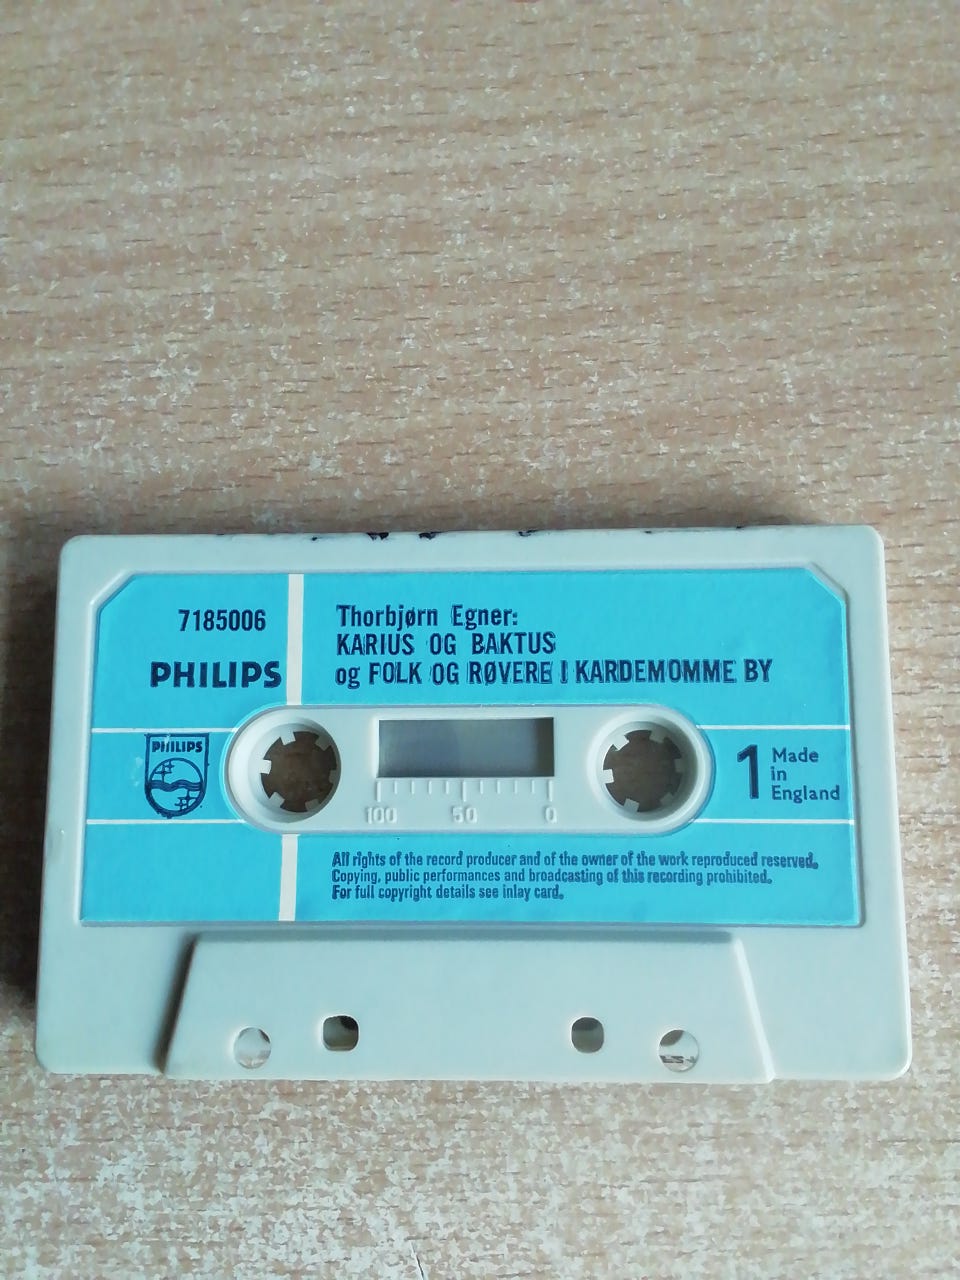 7185006
PHILIPS
Thorbjørn Egner:
KARIUS OG BAKTUS
og FOLK OG RØVERE I KARDEMOMME BY
PHILIPS
100 50 0
1 Made
in
England
All rights of the record producer and of the owner of the work reproduced reserved.
Copying, public performances and broadcasting of this recording prohibited.
For full copyright details see inlay card.